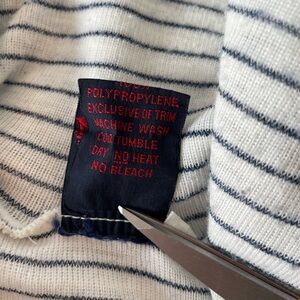 POLYPROPYLENE
EXCLUSIVE OF TRIM
MACHINE WASH
COOL TUMBLE
DRY NO HEAT
NO BLEACH